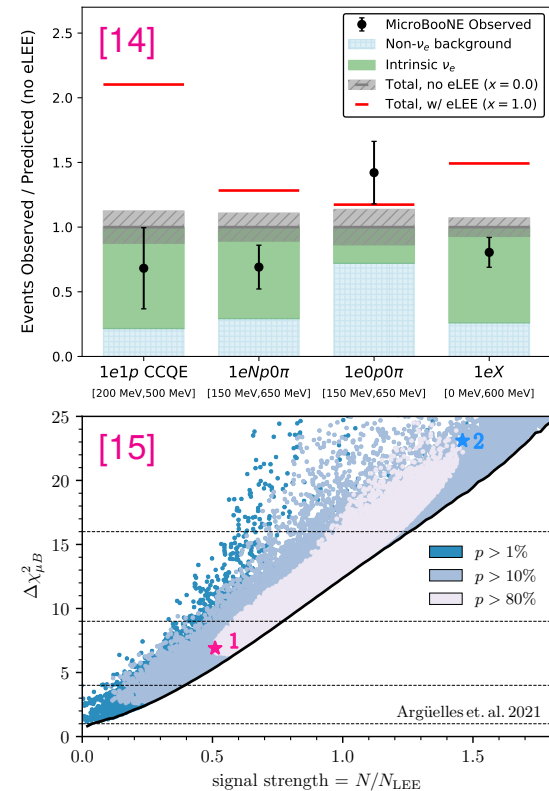 [14]
MicroBooNE Observed
Non-νₑ background
Intrinsic νₑ
Total, no eLEE (x = 0.0)
Total, w/ eLEE (x = 1.0)
Events Observed / Predicted (no eLEE)
2.5
2.0
1.5
1.0
0.5
0.0
1e1p CCQE 1eNp0π 1e0p0π 1eX
[200 MeV,500 MeV] [150 MeV,650 MeV] [150 MeV,650 MeV] [0 MeV,600 MeV]
[15]
25
20
15
10
5
0
Δχ²μB
2
1
p > 1%
p > 10%
p > 80%
Argüelles et. al. 2021
0.0 0.5 1.0 1.5
signal strength = N/N_LEE